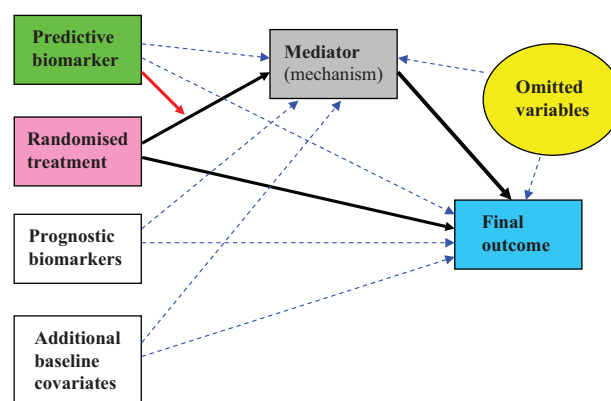 Predictive
biomarker
Mediator
(mechanism)
Omitted
variables
Randomised
treatment
Prognostic
biomarkers
Final
outcome
Additional
baseline
covariates